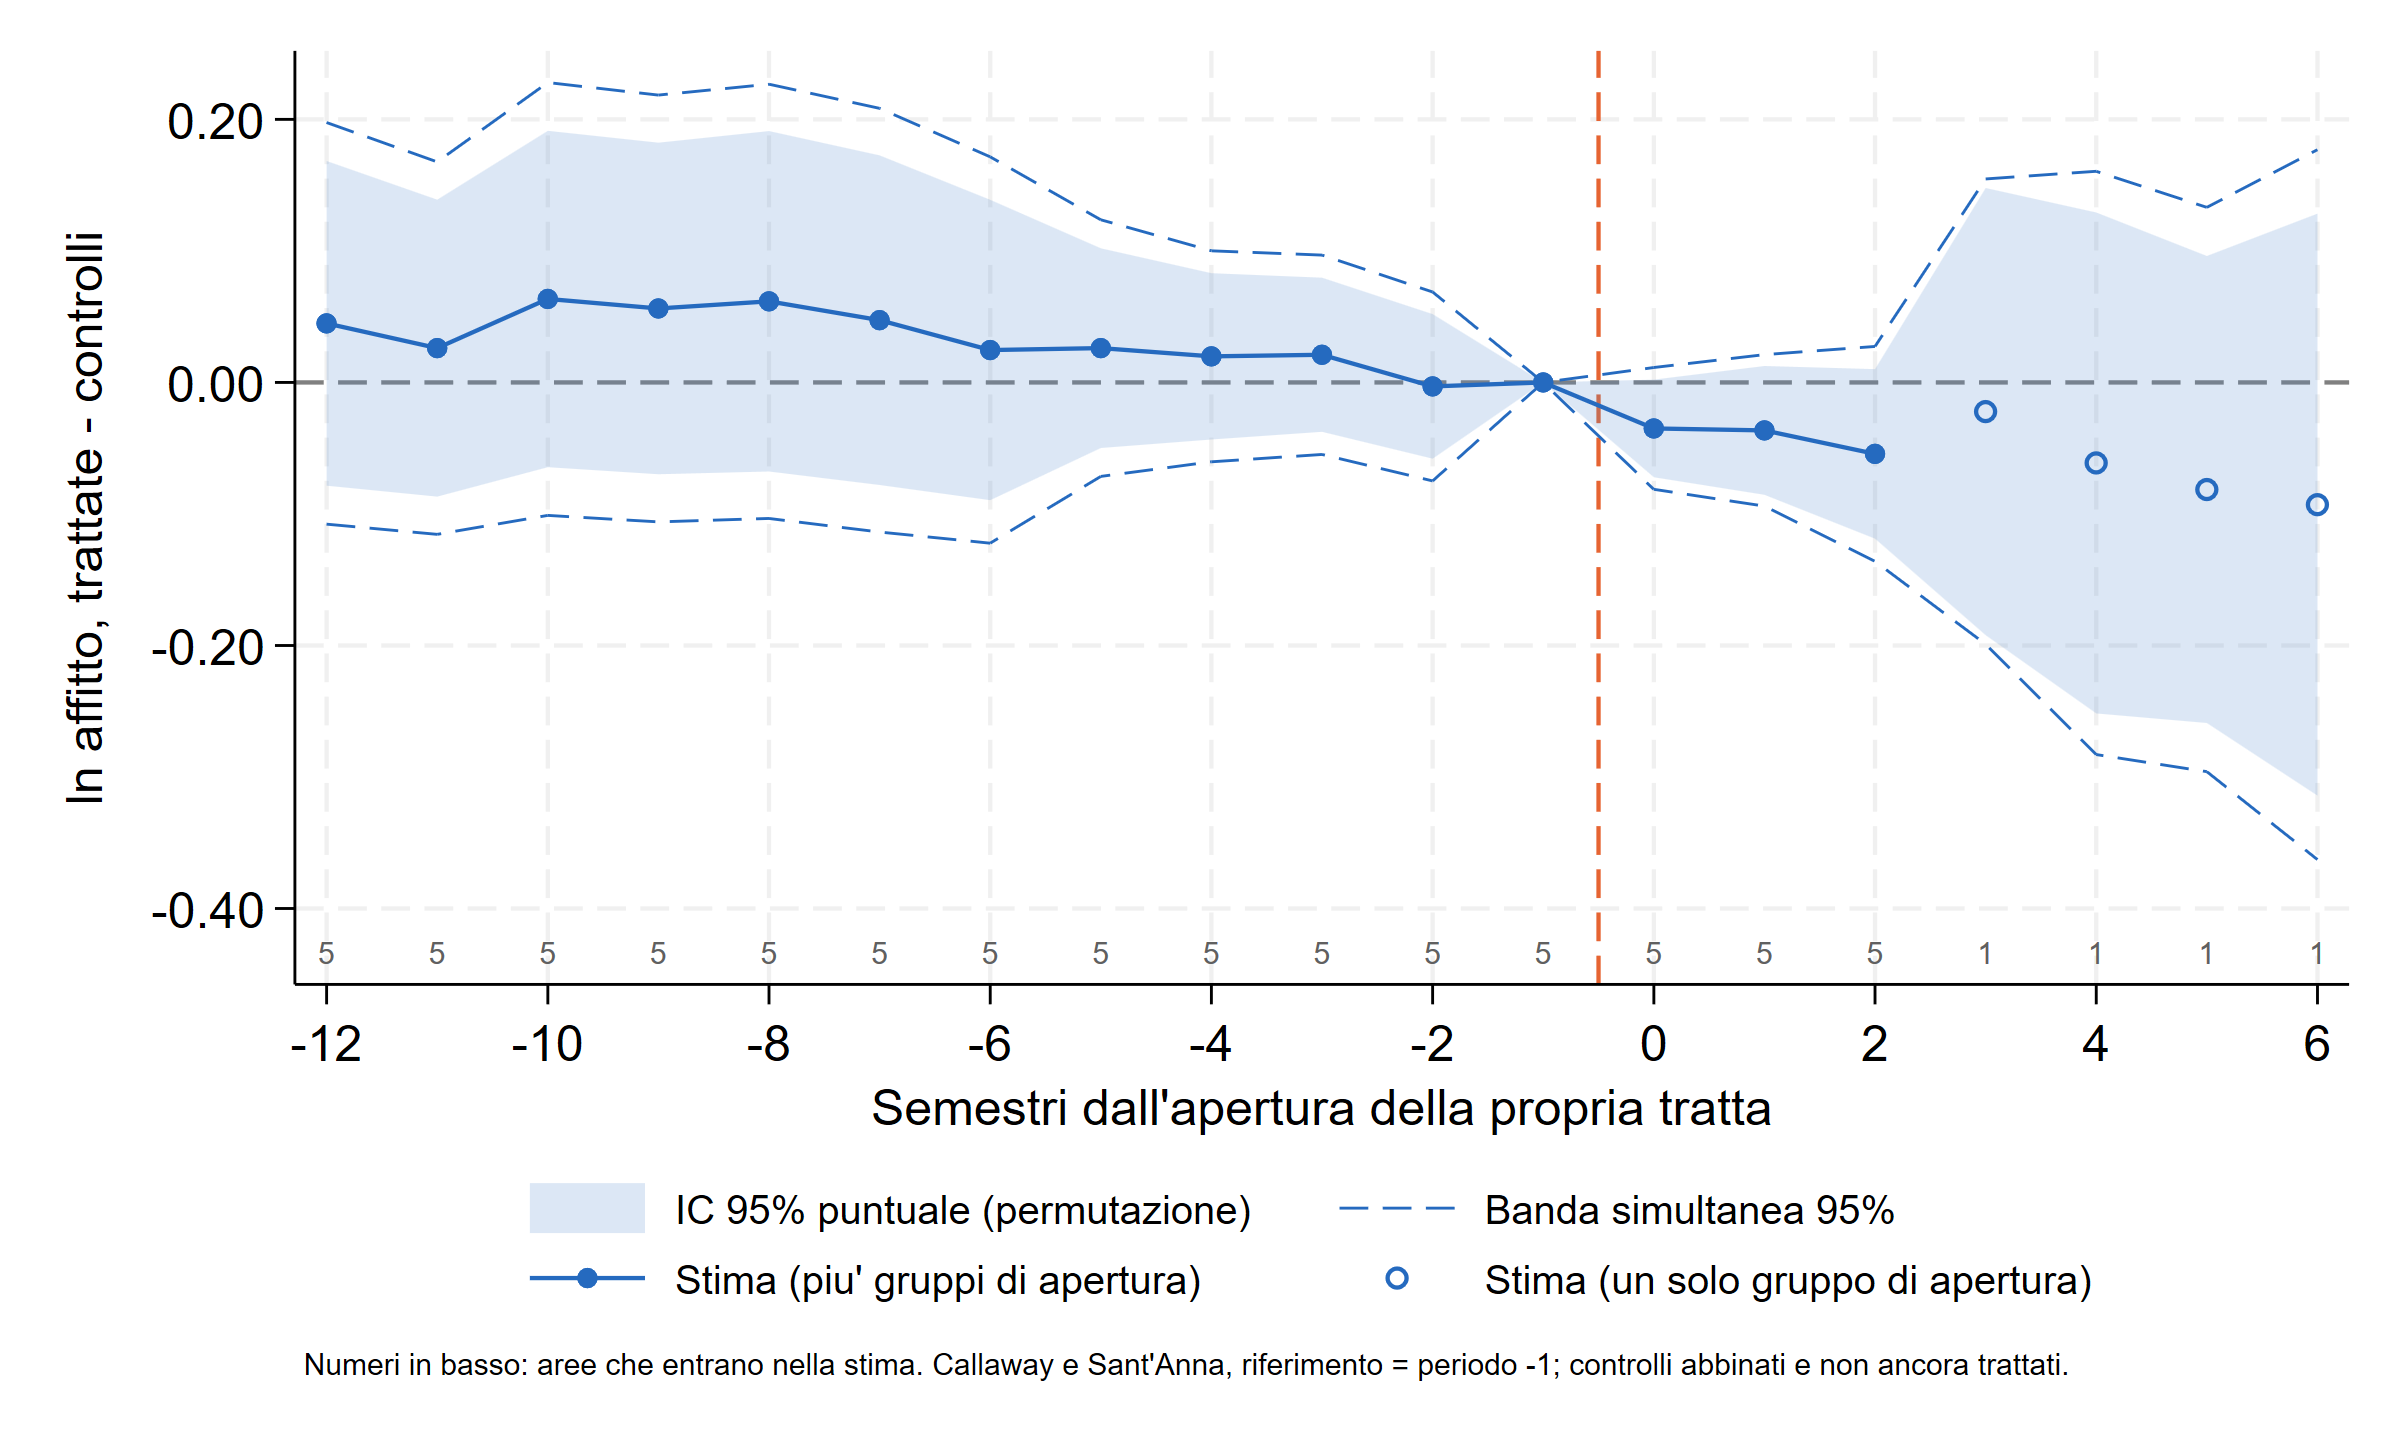 0.20
0.00
-0.20
-0.40
ln affitto, trattate - controlli
5 5 5 5 5 5 5 5 5 5 5 5 5 5 5 1 1 1 1
-12 -10 -8 -6 -4 -2 0 2 4 6
Semestri dall'apertura della propria tratta
IC 95% puntuale (permutazione)
Banda simultanea 95%
Stima (piu' gruppi di apertura)
Stima (un solo gruppo di apertura)
Numeri in basso: aree che entrano nella stima. Callaway e Sant'Anna, riferimento = periodo -1; controlli abbinati e non ancora trattati.